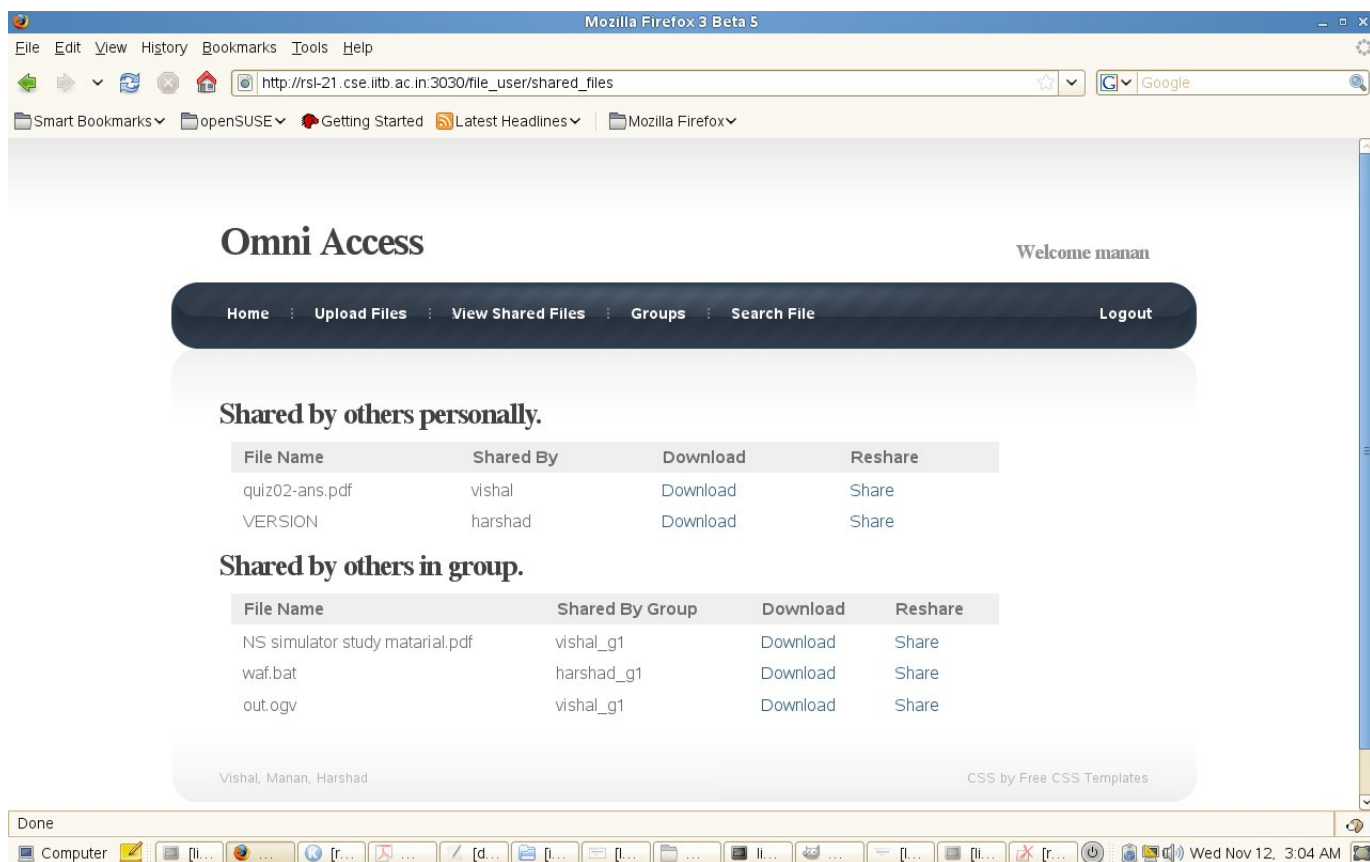 Mozilla Firefox 3 Beta 5
File Edit View History Bookmarks Tools Help
http://rsl-21.cse.iitb.ac.in:3030/file_user/shared_files G Google
Smart Bookmarks openSUSE Getting Started Latest Headlines Mozilla Firefox
Omni Access
Welcome manan
Home Upload Files View Shared Files Groups Search File Logout
Shared by others personally.
File Name Shared By Download Reshare
quiz02-ans.pdf vishal Download Share
VERSION harshad Download Share
Shared by others in group.
File Name Shared By Group Download Reshare
NS simulator study matarial.pdf vishal_g1 Download Share
waf.bat harshad_g1 Download Share
out.ogv vishal_g1 Download Share
Vishal, Manan, Harshad CSS by Free CSS Templates
Done
Computer [li... ... [r... ... [d... [i... [l... ... li... ... [l... [li... [r... Wed Nov 12, 3:04 AM